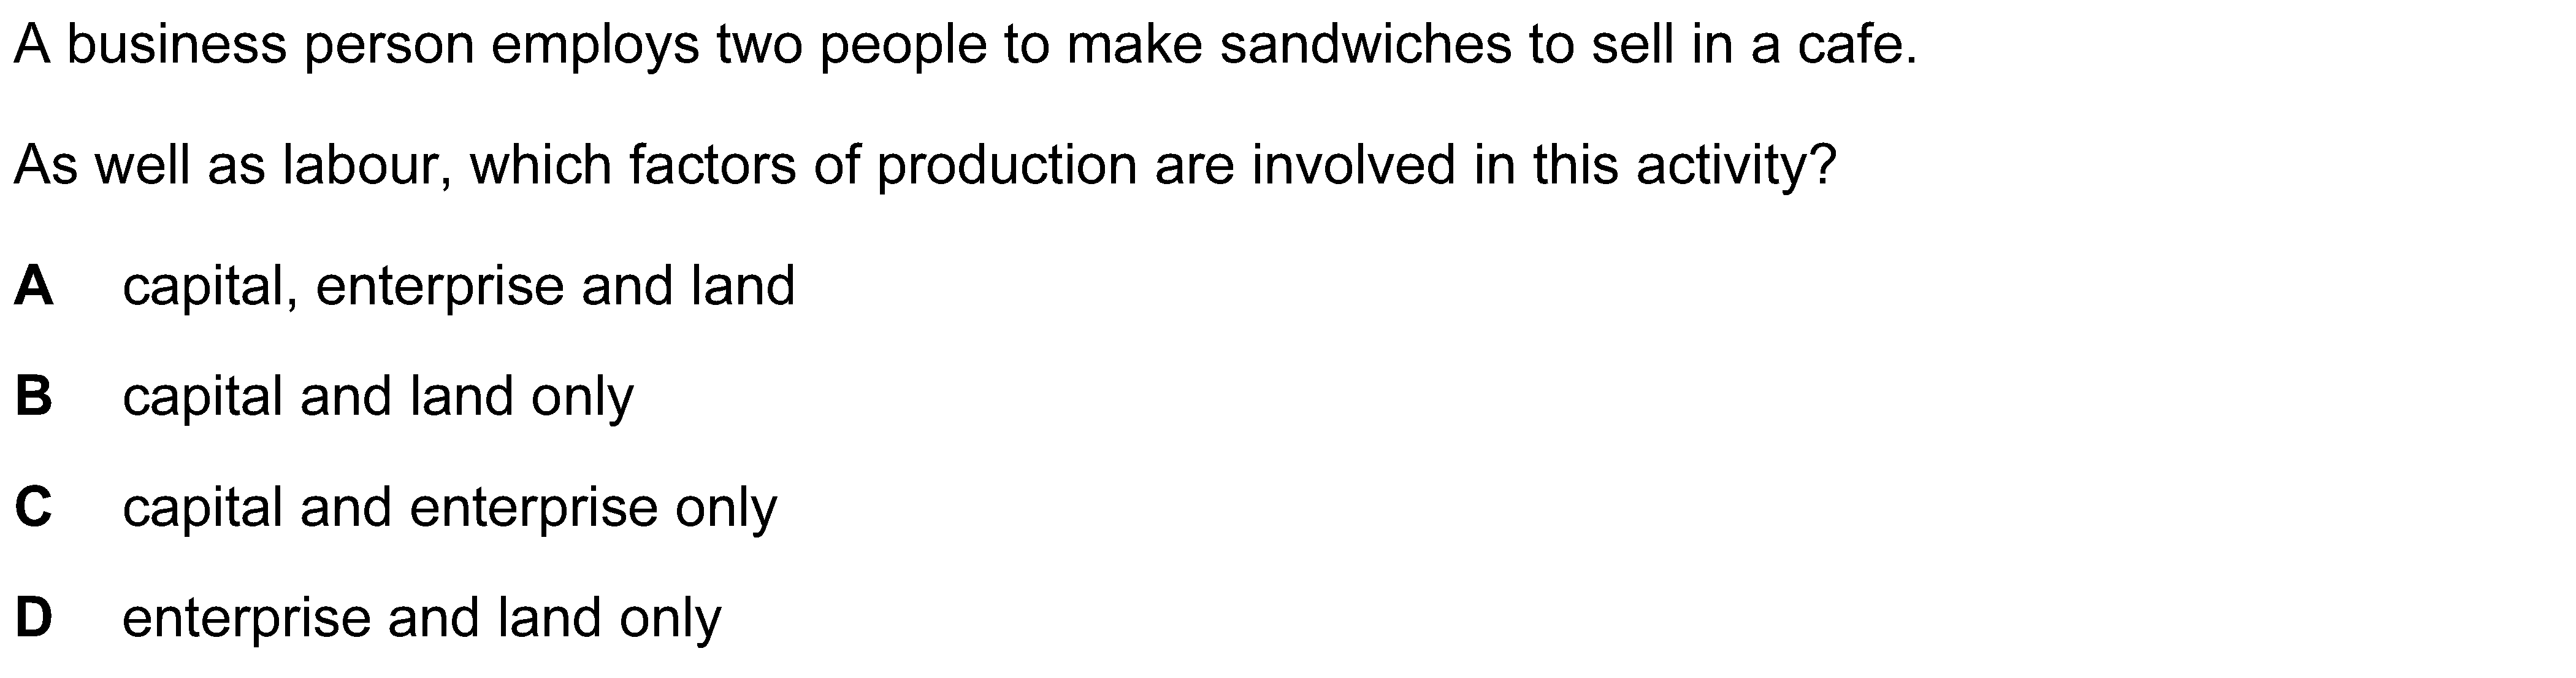 A business person employs two people to make sandwiches to sell in a cafe.
As well as labour, which factors of production are involved in this activity?
A capital, enterprise and land
B capital and land only
C capital and enterprise only
D enterprise and land only